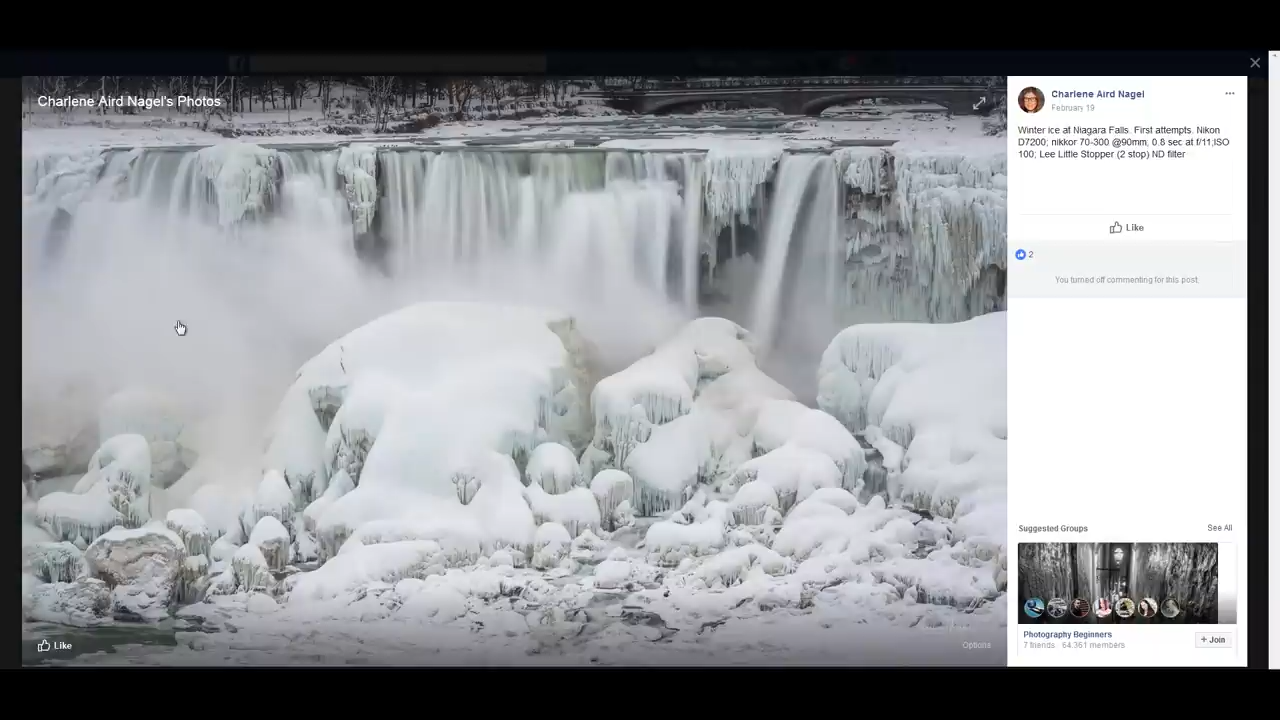 Charlene Aird Nagel's Photos
Like
Options
Charlene Aird Nagel
February 19
Winter ice at Niagara Falls. First attempts. Nikon
D7200; nikkor 70-300 @90mm, 0.8 sec at f/11;ISO
100; Lee Little Stopper (2 stop) ND filter
Like
2
You turned off commenting for this post.
Suggested Groups
See All
Photography Beginners
7 friends · 64,361 members
+ Join